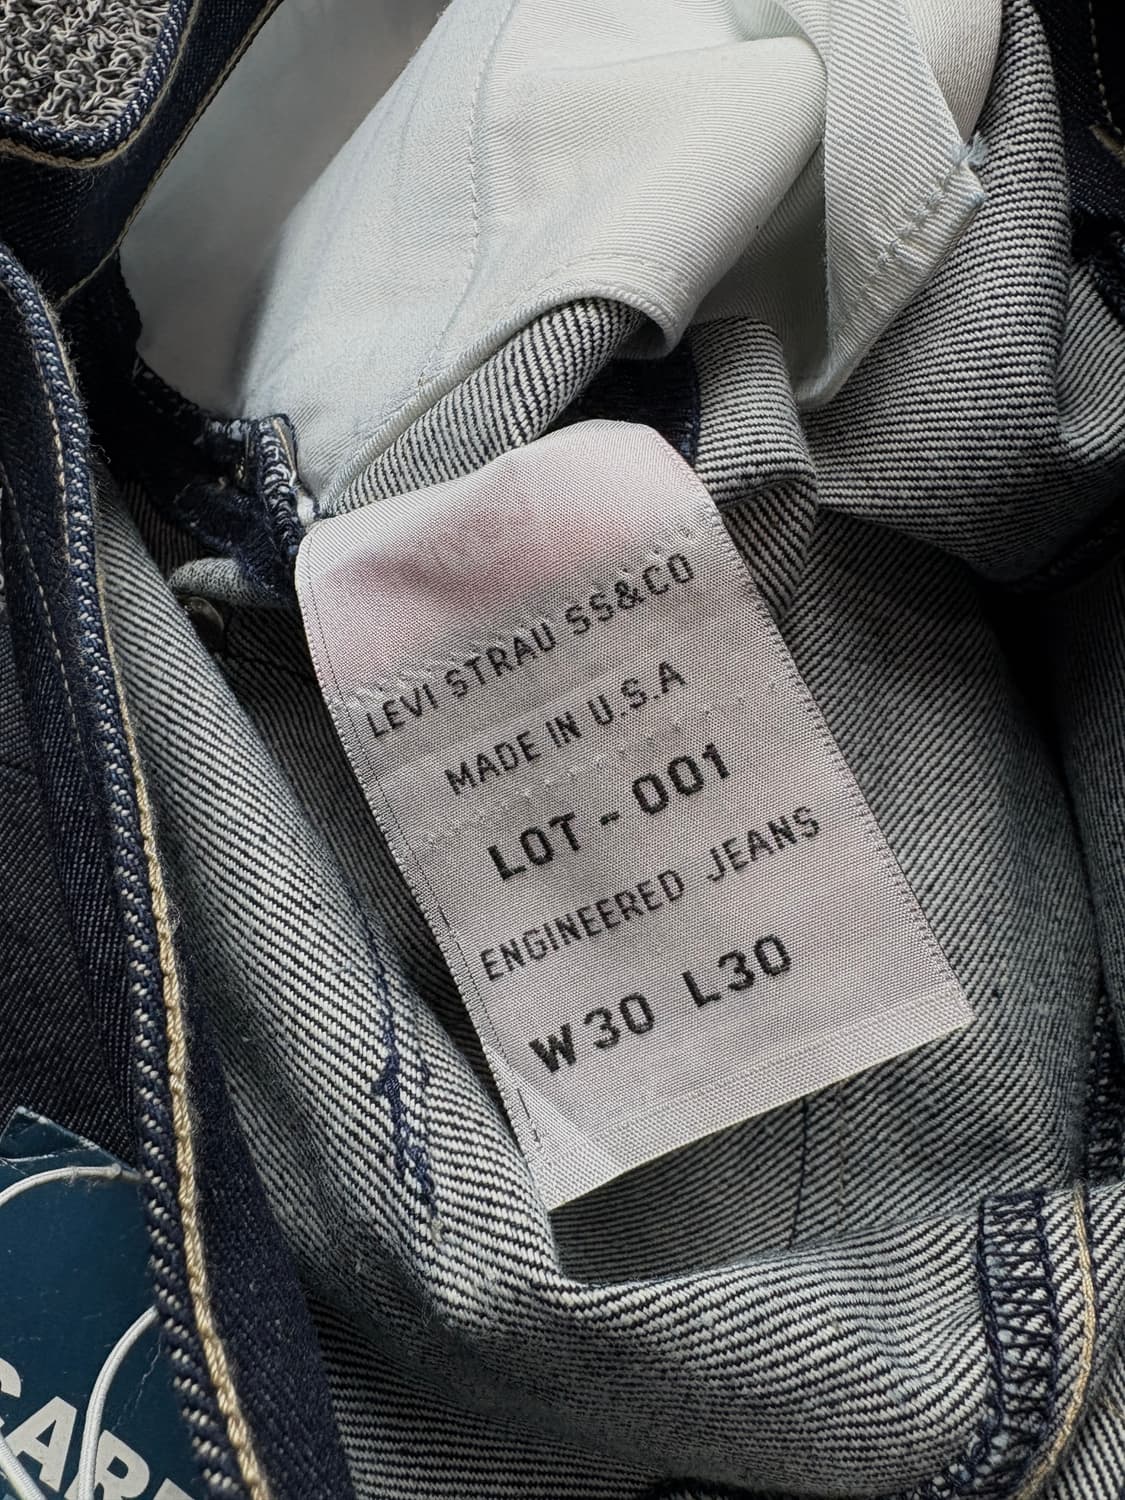 LEVI STRAU SS&CO
MADE IN U.S.A
LOT - 001
ENGINEERED JEANS
W30 L30